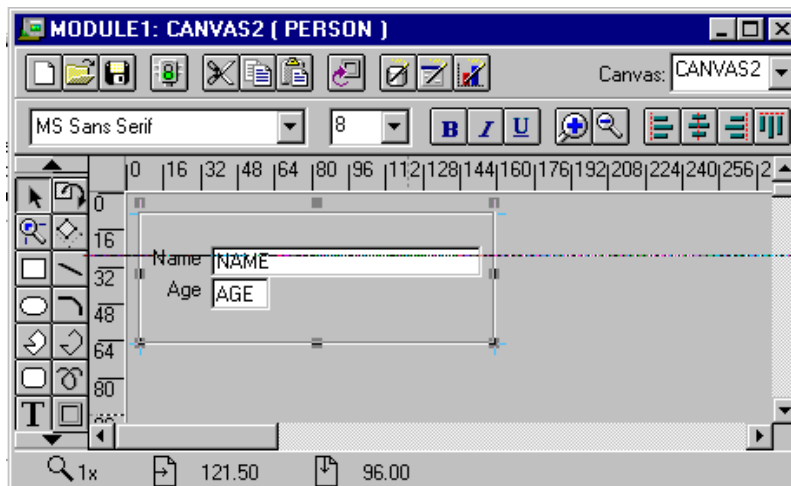 MODULE1: CANVAS2 ( PERSON )
Canvas: CANVAS2
MS Sans Serif 8 B I U
0 16 32 48 64 80 96 112 128 144 160 176 192 208 224 240 256 2
0
16
32
48
64
80
Name NAME
Age AGE
T
1x 121.50 96.00